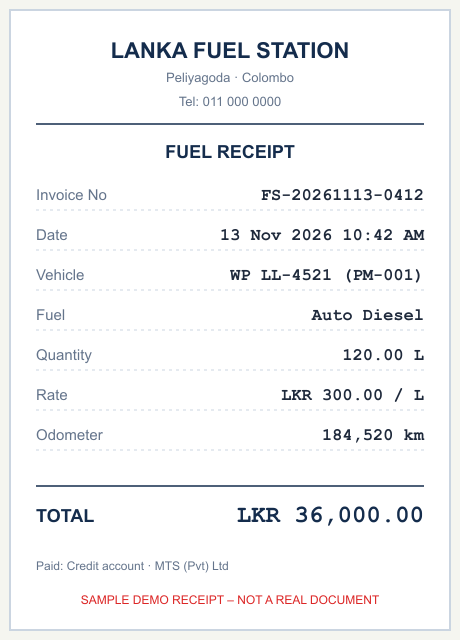 LANKA FUEL STATION
Peliyagoda · Colombo
Tel: 011 000 0000
FUEL RECEIPT
Invoice No FS-20261113-0412
Date 13 Nov 2026 10:42 AM
Vehicle WP LL-4521 (PM-001)
Fuel Auto Diesel
Quantity 120.00 L
Rate LKR 300.00 / L
Odometer 184,520 km
TOTAL LKR 36,000.00
Paid: Credit account · MTS (Pvt) Ltd
SAMPLE DEMO RECEIPT – NOT A REAL DOCUMENT